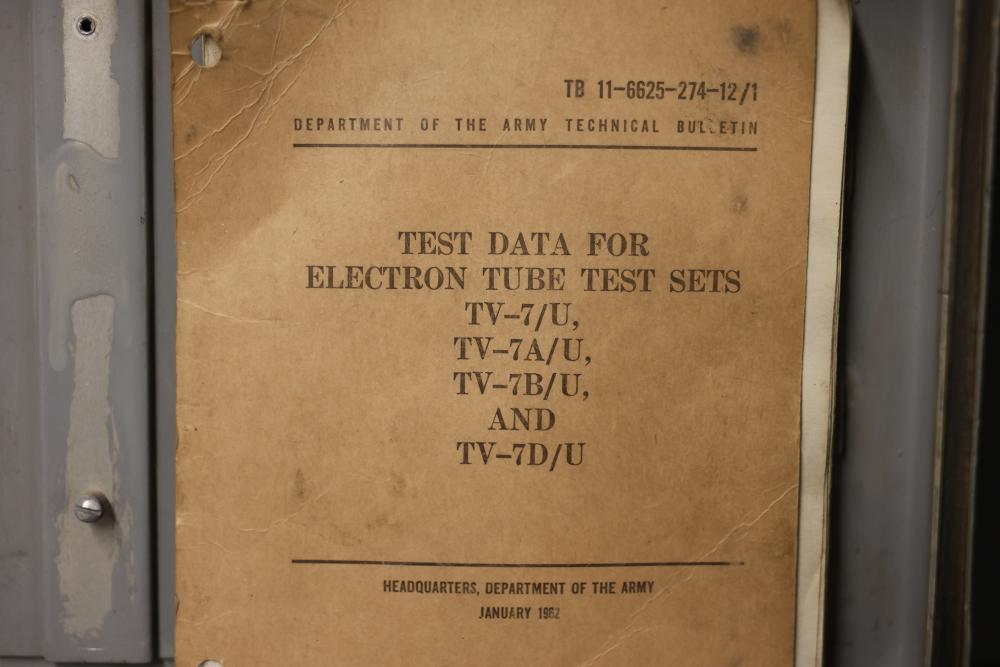 TB 11-6625-274-12/1
DEPARTMENT OF THE ARMY TECHNICAL BULLETIN
TEST DATA FOR
ELECTRON TUBE TEST SETS
TV-7/U,
TV-7A/U,
TV-7B/U,
AND
TV-7D/U
HEADQUARTERS, DEPARTMENT OF THE ARMY
JANUARY 1962